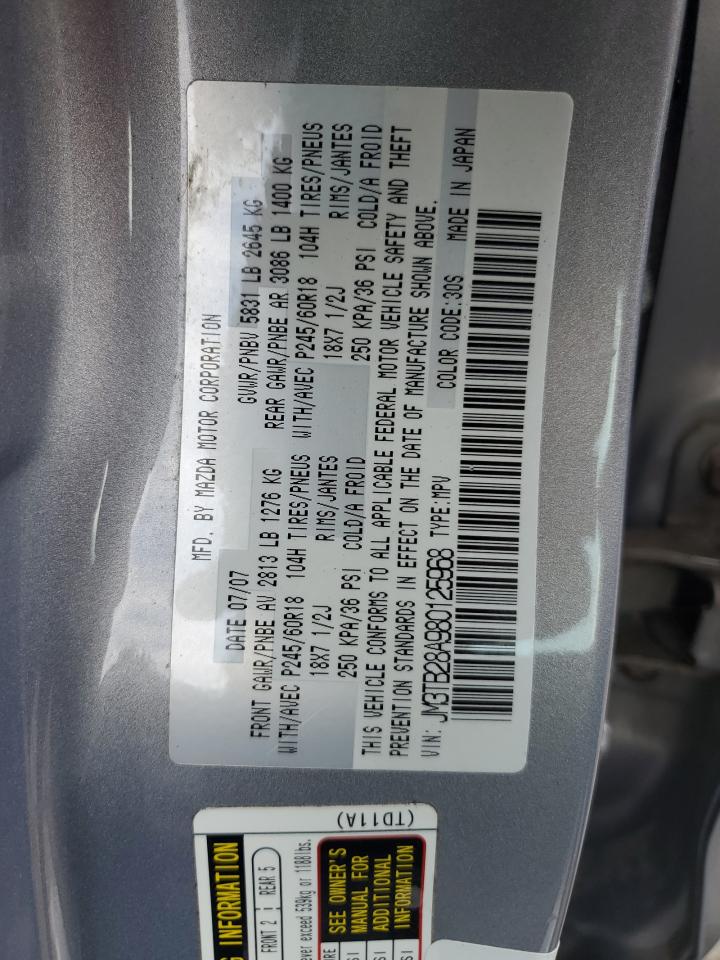 MFD. BY MAZDA MOTOR CORPORATION
DATE 07/07 GVWR/PNBV 5831 LB 2645 KG
FRONT GAWR/PNBE AV 2813 LB 1276 KG REAR GAWR/PNBE AR 3086 LB 1400 KG
WITH/AVEC P245/60R18 104H TIRES/PNEUS WITH/AVEC P245/60R18 104H TIRES/PNEUS
18X7 1/2J RIMS/JANTES 18X7 1/2J RIMS/JANTES
250 KPA/36 PSI COLD/A FROID 250 KPA/36 PSI COLD/A FROID
THIS VEHICLE CONFORMS TO ALL APPLICABLE FEDERAL MOTOR VEHICLE SAFETY AND THEFT
PREVENTION STANDARDS IN EFFECT ON THE DATE OF MANUFACTURE SHOWN ABOVE.
VIN: JM3TB28A980125968 TYPE:MPV COLOR CODE:30S MADE IN JAPAN
(TD11A)
INFORMATION
FRONT 2 REAR 5
exceed 539kg or 1188lbs.
SEE OWNER'S
MANUAL FOR
ADDITIONAL
INFORMATION